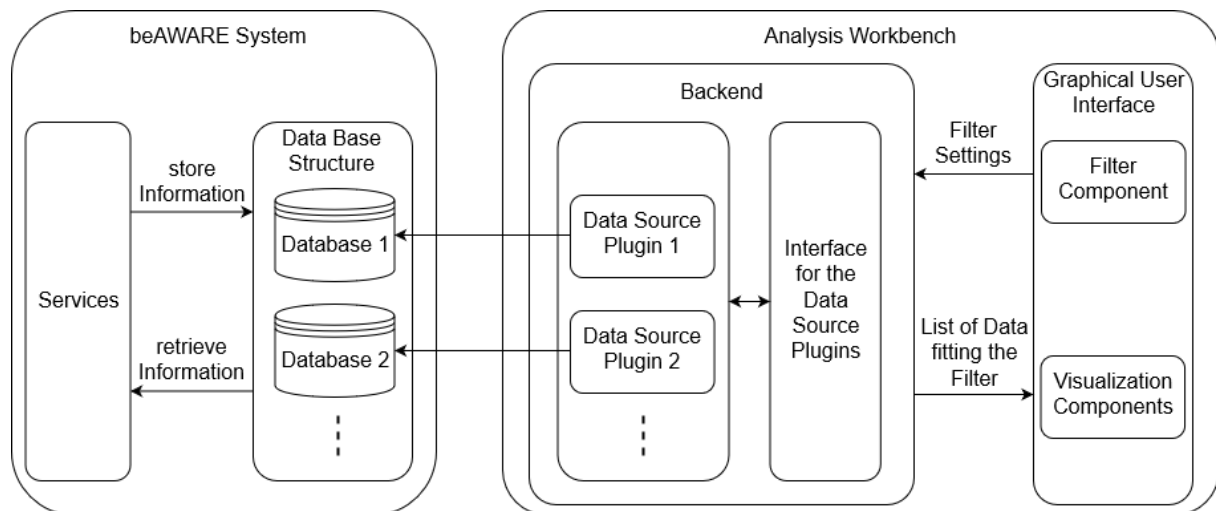 beAWARE System
Services
store
Information
retrieve
Information
Data Base
Structure
Database 1
Database 2
Analysis Workbench
Backend
Data Source
Plugin 1
Data Source
Plugin 2
Interface
for the
Data
Source
Plugins
Filter
Settings
List of Data
fitting the
Filter
Graphical User
Interface
Filter
Component
Visualization
Components